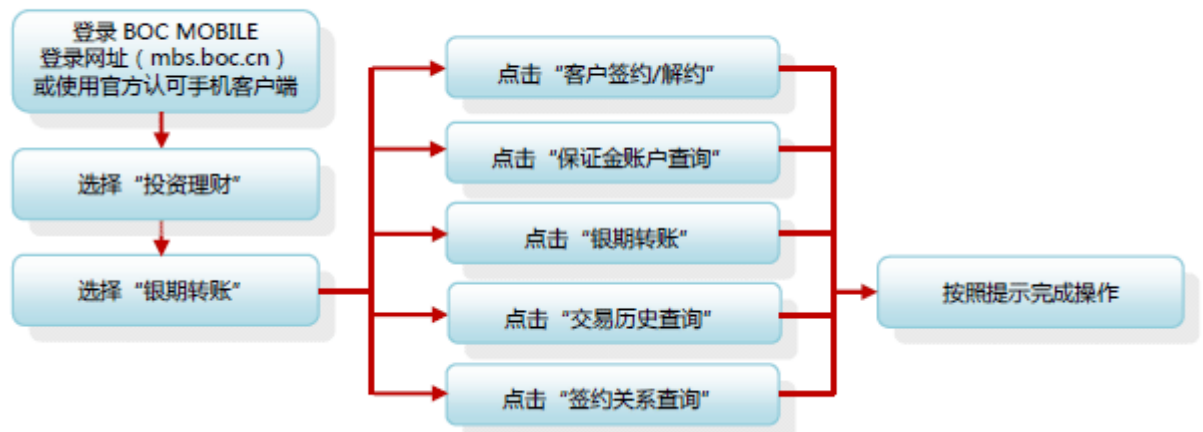 登录 BOC MOBILE
登录网址（mbs.boc.cn）
或使用官方认可手机客户端
选择“投资理财”
选择“银期转账”
点击“客户签约/解约”
点击“保证金账户查询”
点击“银期转账”
点击“交易历史查询”
点击“签约关系查询”
按照提示完成操作